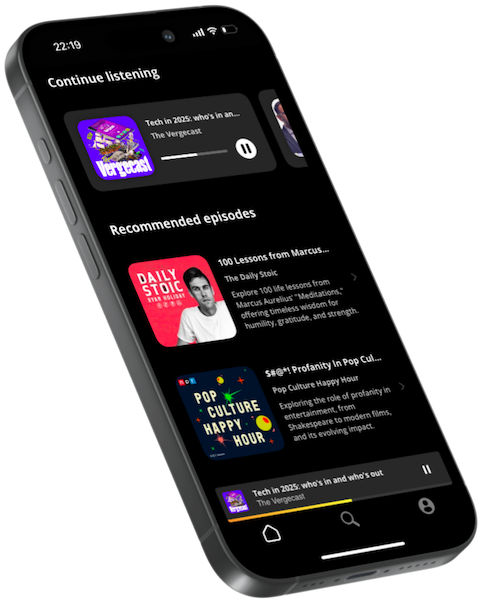 22:19
Continue listening
Vergecast
Tech in 2025: who's in an...
The Vergecast
Recommended episodes
DAILY
STOIC
RYAN HOLIDAY
100 Lessons from Marcus...
The Daily Stoic
Explore 100 life lessons from
Marcus Aurelius' "Meditations,"
offering timeless wisdom for
humility, gratitude, and strength.
npr
POP
CULTURE
HAPPY
HOUR
$#@*! Profanity In Pop Cul...
Pop Culture Happy Hour
Exploring the role of profanity in
entertainment, from
Shakespeare to modern films,
and its evolving impact.
Vergecast
Tech in 2025: who's in and who's out
The Vergecast